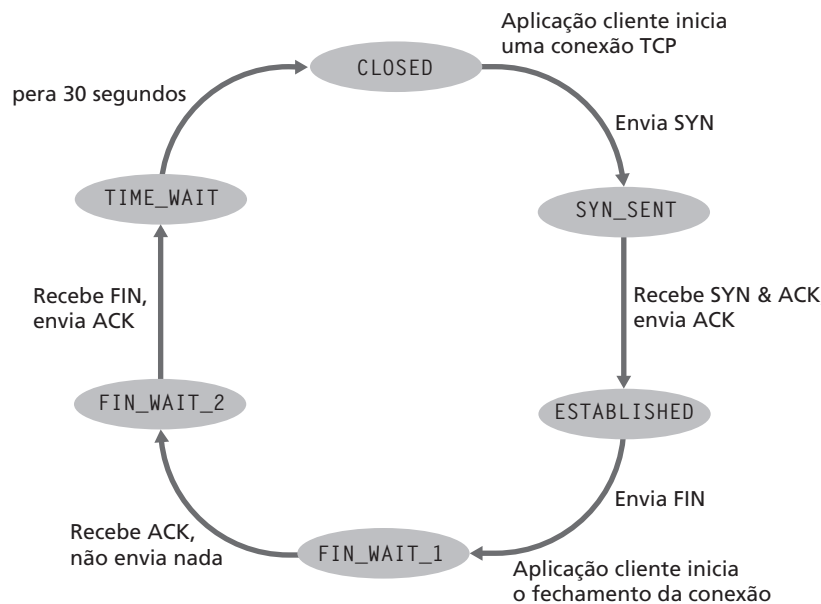 Aplicação cliente inicia
uma conexão TCP
CLOSED
pera 30 segundos
Envia SYN
TIME_WAIT
SYN_SENT
Recebe FIN,
envia ACK
Recebe SYN & ACK
envia ACK
FIN_WAIT_2
ESTABLISHED
Envia FIN
Recebe ACK,
não envia nada
FIN_WAIT_1
Aplicação cliente inicia
o fechamento da conexão